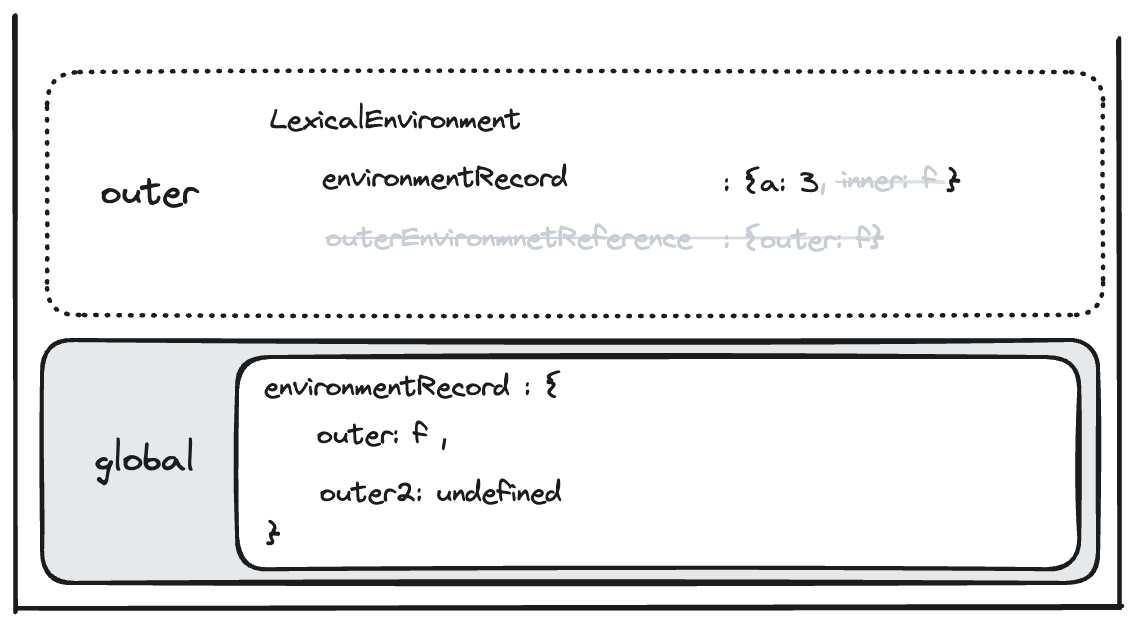 LexicalEnvironment
outer
environmentRecord : {a: 3, inner: f }
outerEnvironmnetReference : {outer: f}
environmentRecord : {
outer: f ,
global
outer2: undefined
}